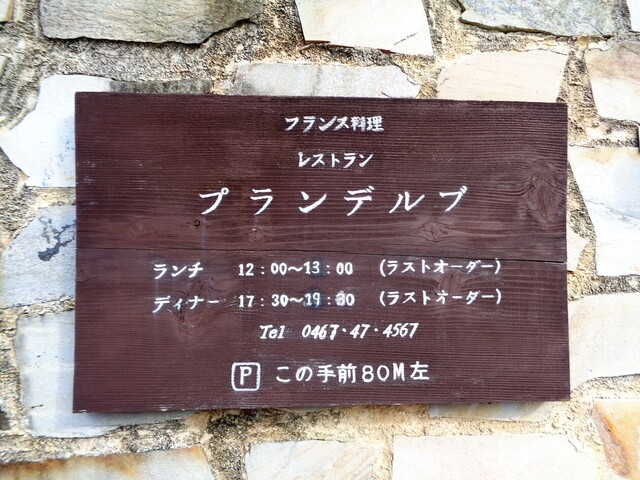 フランス料理
レストラン
プランデルブ
ランチ 12:00～13:00 (ラストオーダー)
ディナー 17:30～19:30 (ラストオーダー)
Tel 0467・47・4567
P この手前80M左